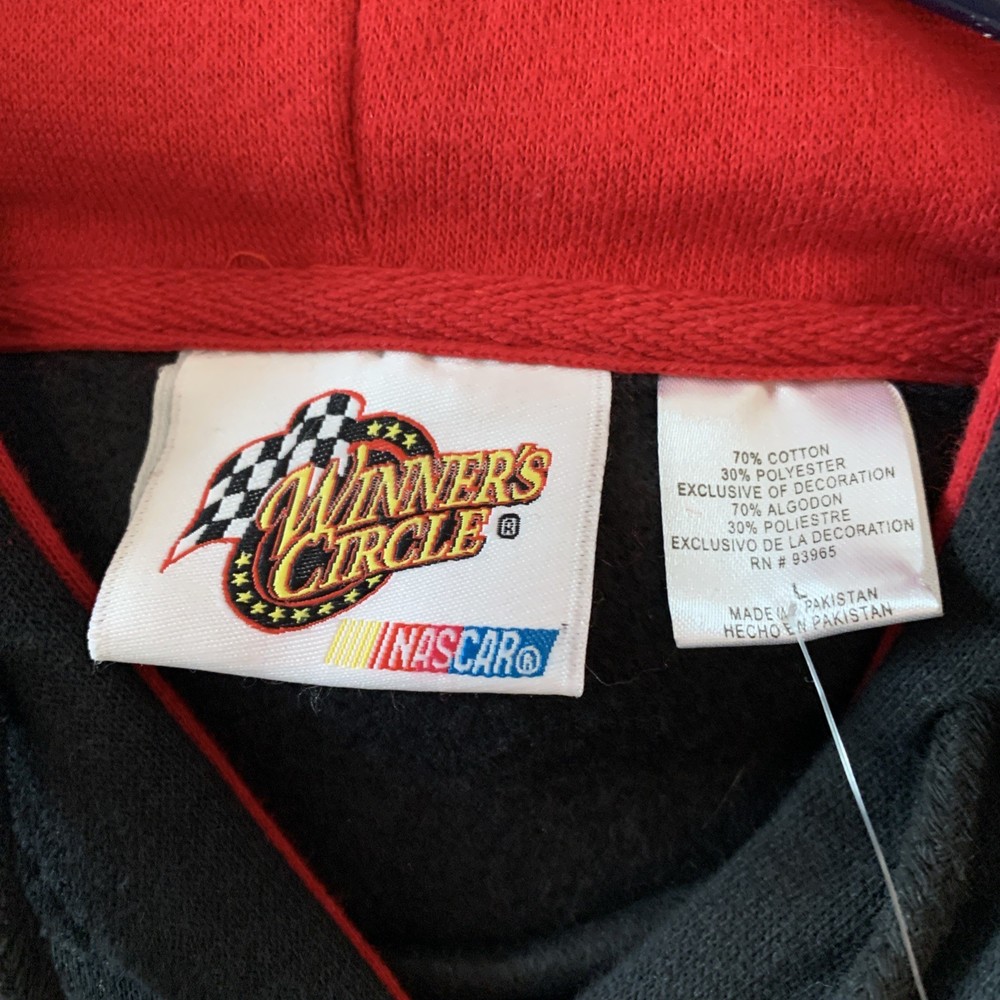 WINNER'S
CIRCLE ®
NASCAR®
70% COTTON
30% POLYESTER
EXCLUSIVE OF DECORATION
70% ALGODON
30% POLIESTRE
EXCLUSIVO DE LA DECORATION
RN # 93965
L
MADE IN PAKISTAN
HECHO EN PAKISTAN